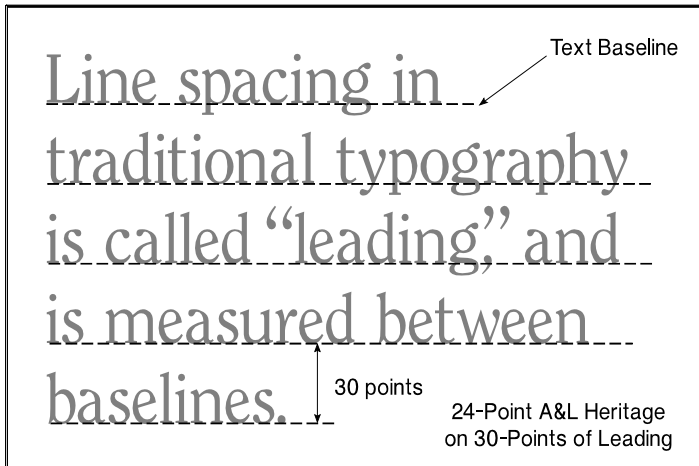 Text Baseline
Line spacing in
traditional typography
is called “leading,” and
is measured between
30 points
baselines.
24-Point A&L Heritage
on 30-Points of Leading